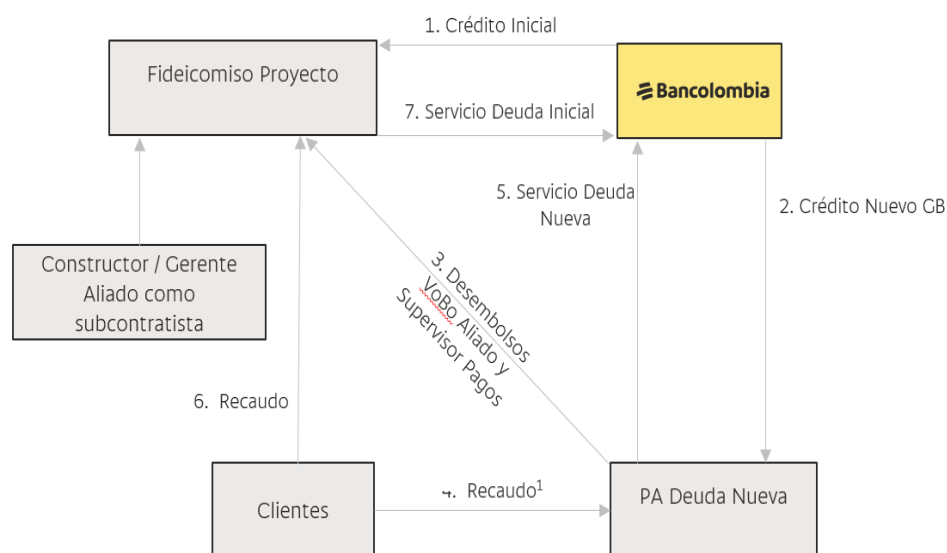 1. Crédito Inicial
Fideicomiso Proyecto
Bancolombia
7. Servicio Deuda Inicial
5. Servicio Deuda
Nueva
2. Crédito Nuevo GB
Constructor / Gerente
Aliado como
subcontratista
3. Desembolsos
VoBo Aliado y
Supervisor Pagos
6. Recaudo
Clientes
4. Recaudo¹
PA Deuda Nueva